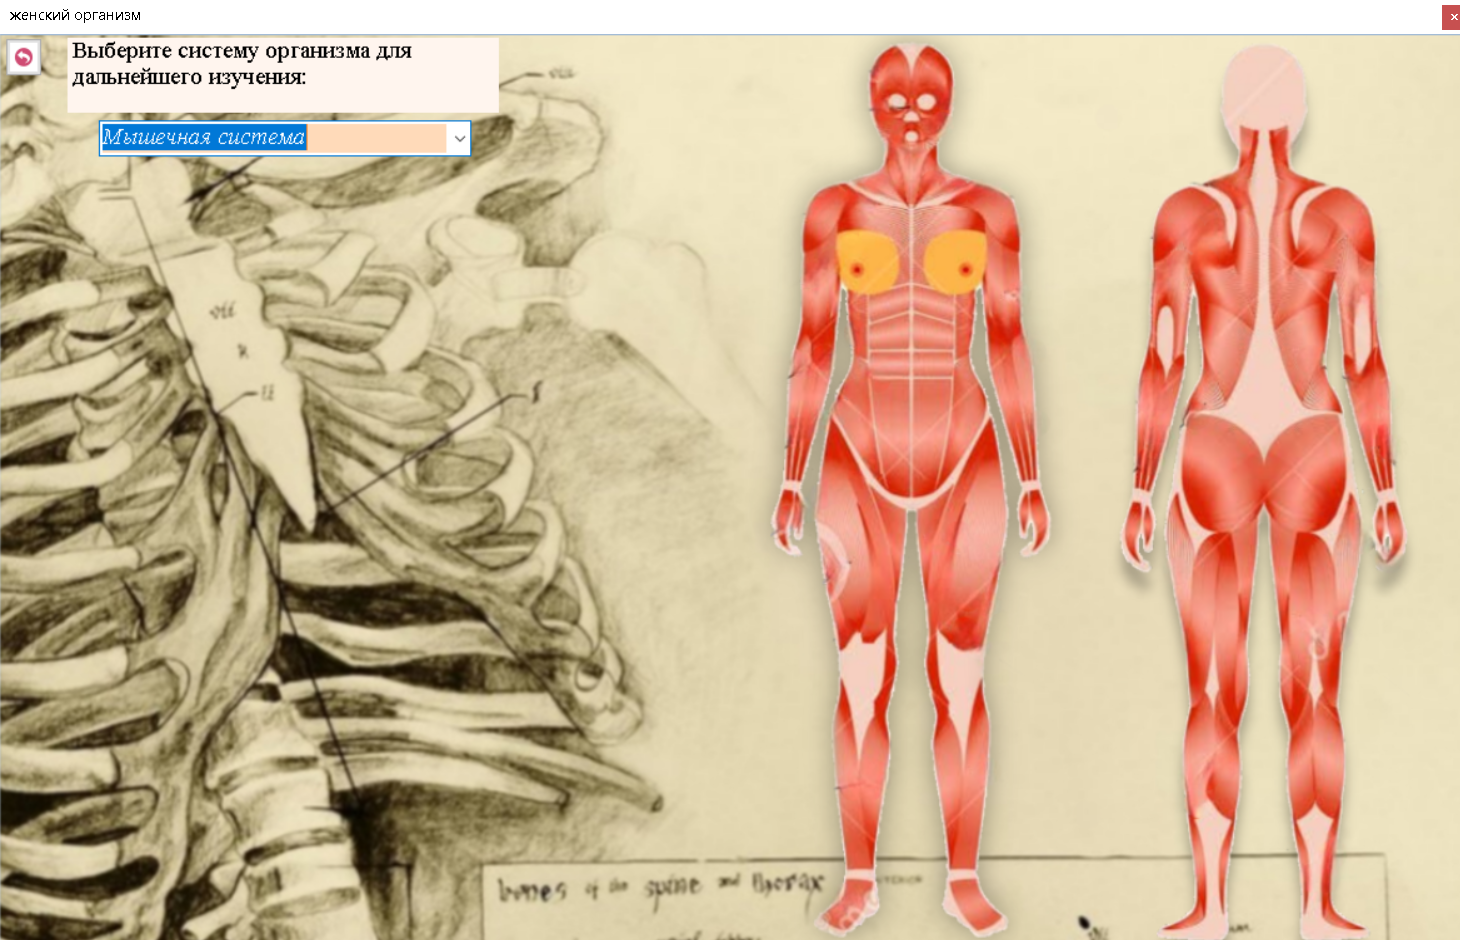 женский организм
Выберите систему организма для
дальнейшего изучения:
Мышечная система
bones of the spine and thorax